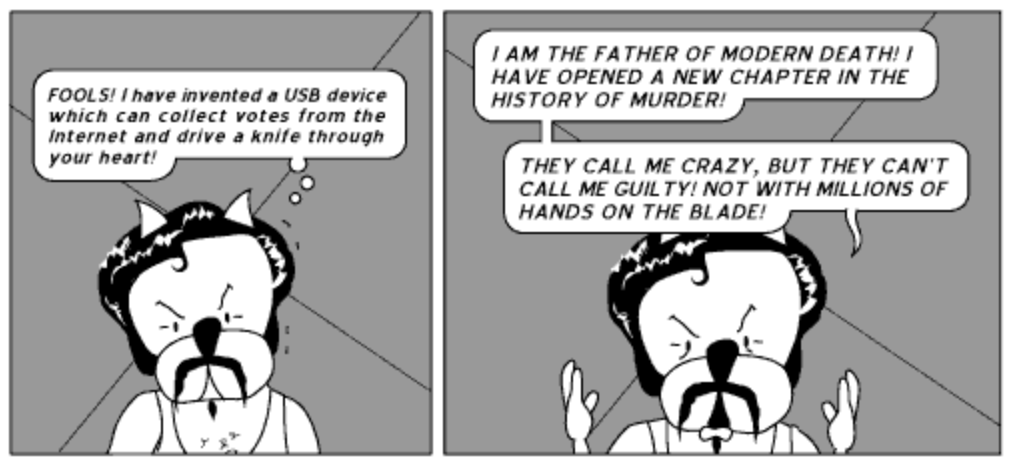 FOOLS! I have invented a USB device
which can collect votes from the
Internet and drive a knife through
your heart!
I AM THE FATHER OF MODERN DEATH! I
HAVE OPENED A NEW CHAPTER IN THE
HISTORY OF MURDER!
THEY CALL ME CRAZY, BUT THEY CAN'T
CALL ME GUILTY! NOT WITH MILLIONS OF
HANDS ON THE BLADE!